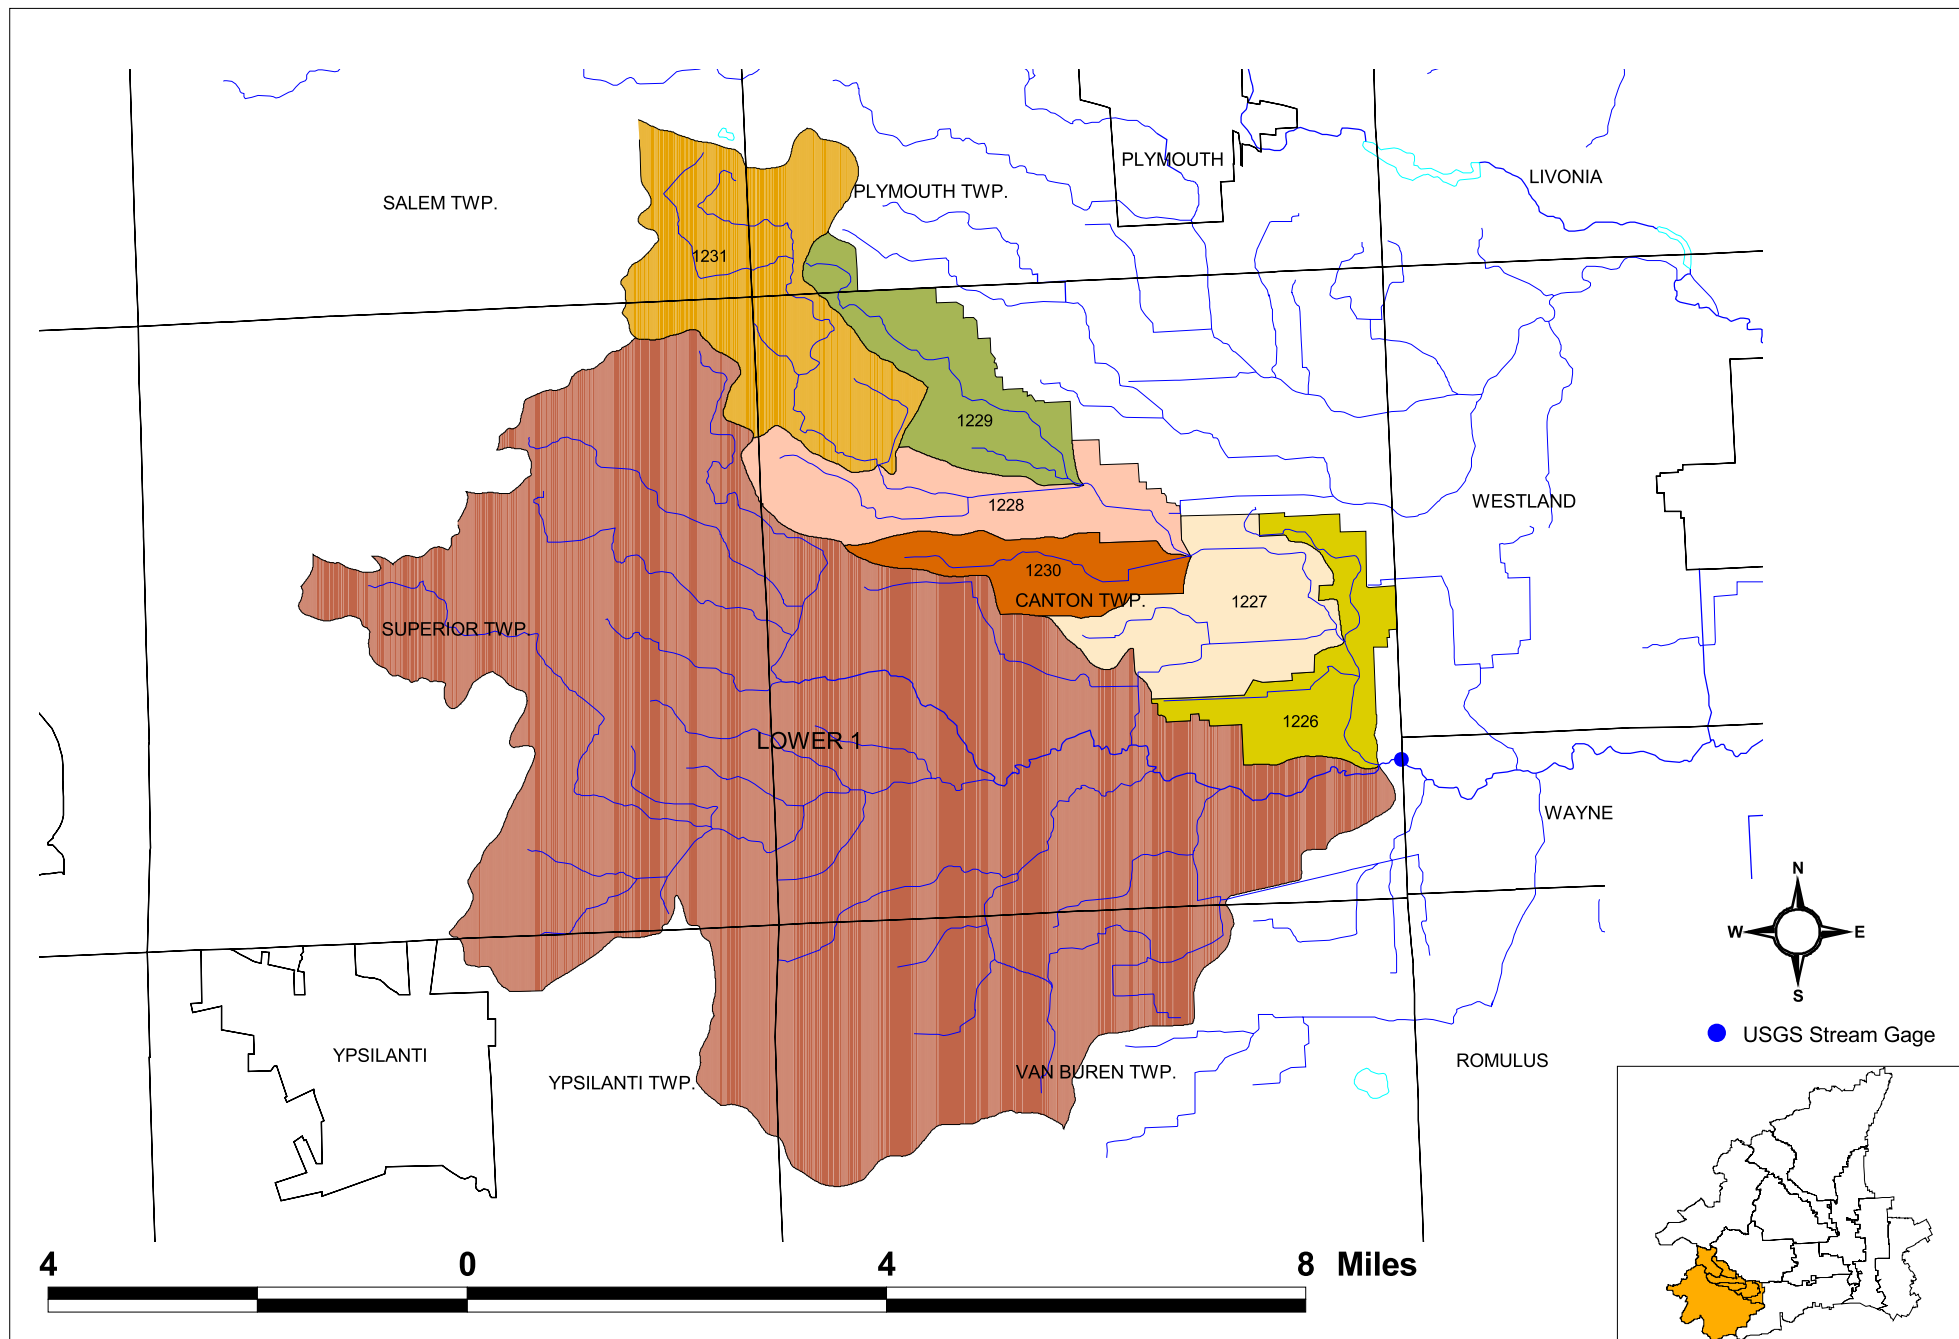 PLYMOUTH
LIVONIA
PLYMOUTH TWP.
SALEM TWP.
1231
1229
WESTLAND
1228
1230
CANTON TWP.
1227
SUPERIOR TWP.
1226
LOWER 1
WAYNE
N
W E
S
USGS Stream Gage
YPSILANTI
ROMULUS
VAN BUREN TWP.
YPSILANTI TWP.
4 0 4 8 Miles